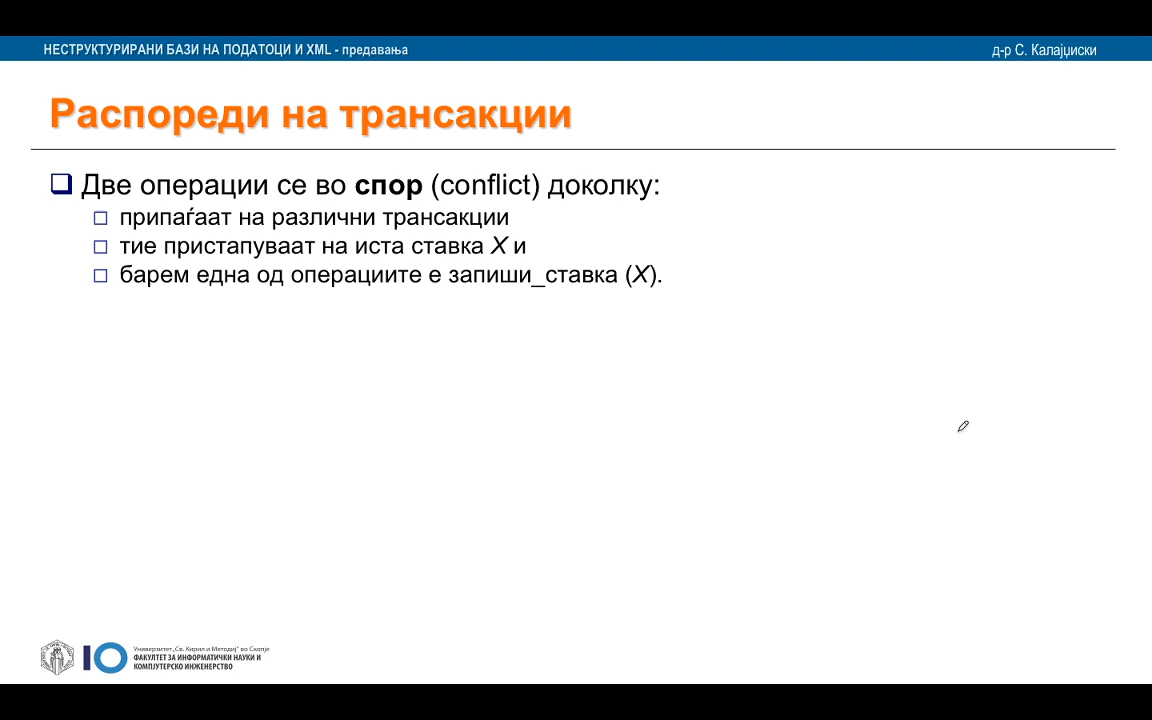 НЕСТРУКТУРИРАНИ БАЗИ НА ПОДАТОЦИ И XML - предавања
д-р С. Калајџиски
Распореди на трансакции
Две операции се во спор (conflict) доколку:
припаѓаат на различни трансакции
тие пристапуваат на иста ставка X и
барем една од операциите е запиши_ставка (X).
Универзитет „Св. Кирил и Методиј“ во Скопје
ФАКУЛТЕТ ЗА ИНФОРМАТИЧКИ НАУКИ И
КОМПЈУТЕРСКО ИНЖЕНЕРСТВО